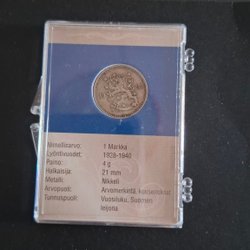 Nimellisarvo: 1 Markka
Lyöntivuodet: 1928-1940
Paino: 4 g
Halkaisija: 21 mm
Metalli: Nikkeli
Arvopuoli: Arvomerkintä,
Tunnuspuoli: Vuosiluku, Suomen
leijona